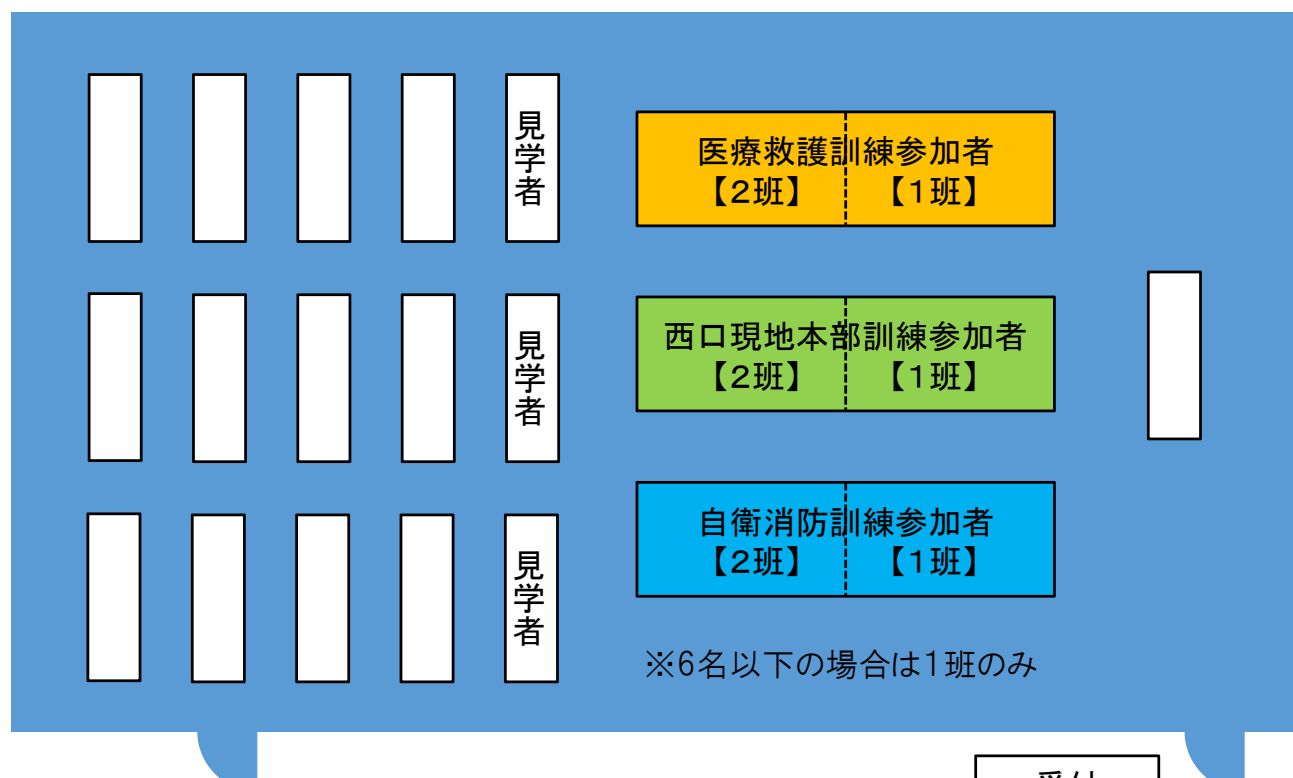 見学者
医療救護訓練参加者
【2班】 【1班】
見学者
西口現地本部訓練参加者
【2班】 【1班】
見学者
自衛消防訓練参加者
【2班】 【1班】
※6名以下の場合は1班のみ
受付